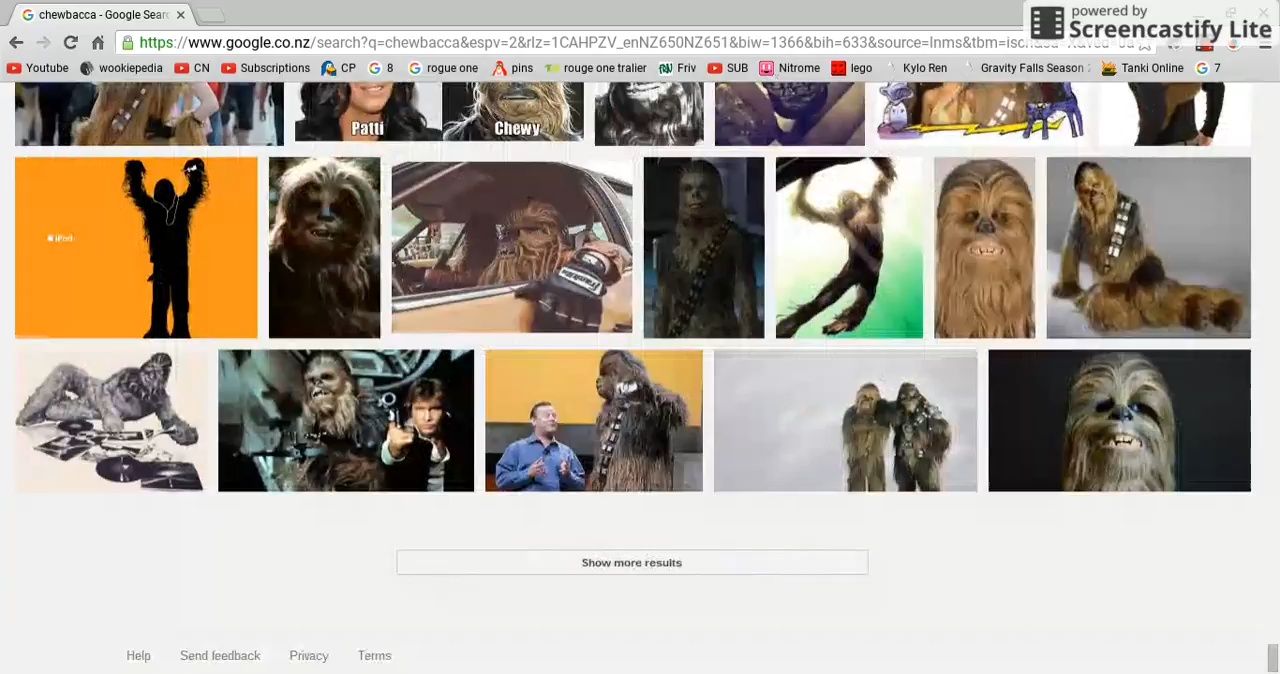 chewbacca - Google Searc
powered by
Screencastify Lite
https://www.google.co.nz/search?q=chewbacca&espv=2&rlz=1CAHPZV_enNZ650NZ651&biw=1366&bih=633&source=lnms&tbm=isch
Youtube wookiepedia CN Subscriptions CP 8 rogue one pins rouge one tralier Friv SUB Nitrome lego Kylo Ren Gravity Falls Season Tanki Online 7
Patti
Chewy
iPod
Show more results
Help Send feedback Privacy Terms